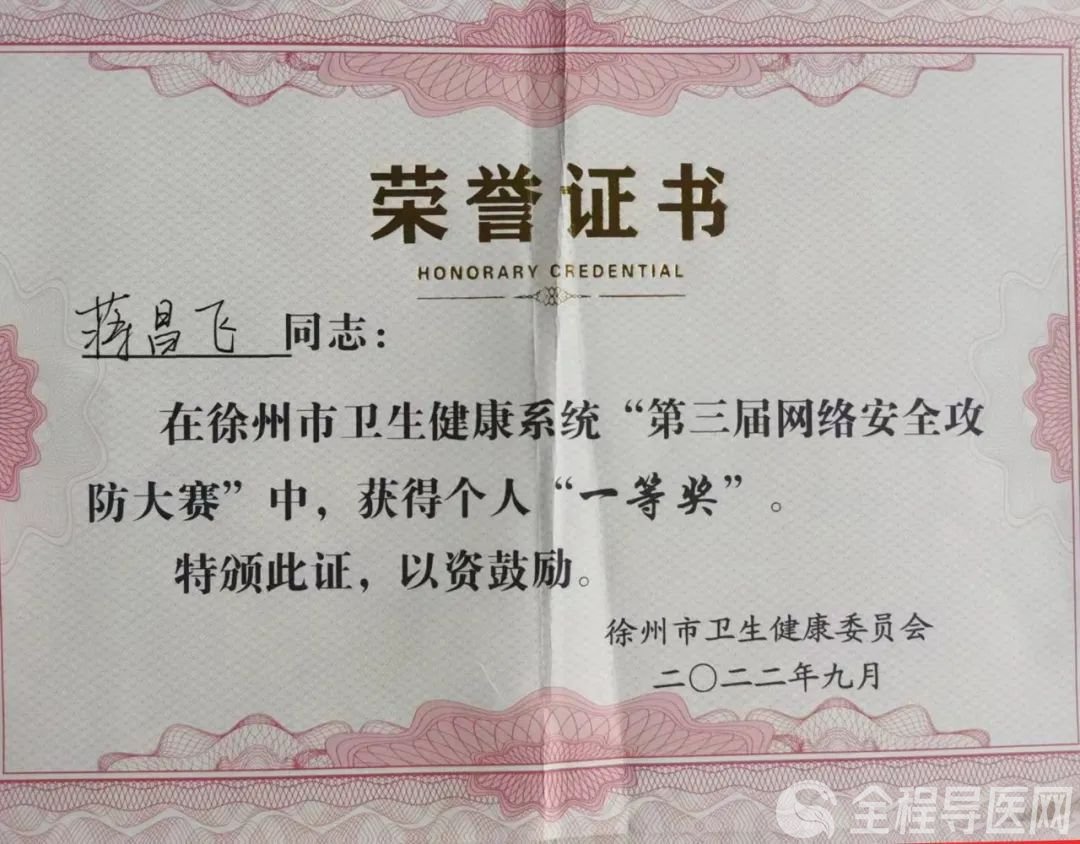 荣誉证书
HONORARY CREDENTIAL
蒋昌飞 同志：
在徐州市卫生健康系统“第三届网络安全攻
防大赛”中，获得个人“一等奖”。
特颁此证，以资鼓励。
徐州市卫生健康委员会
二〇二二年九月
全程导医网